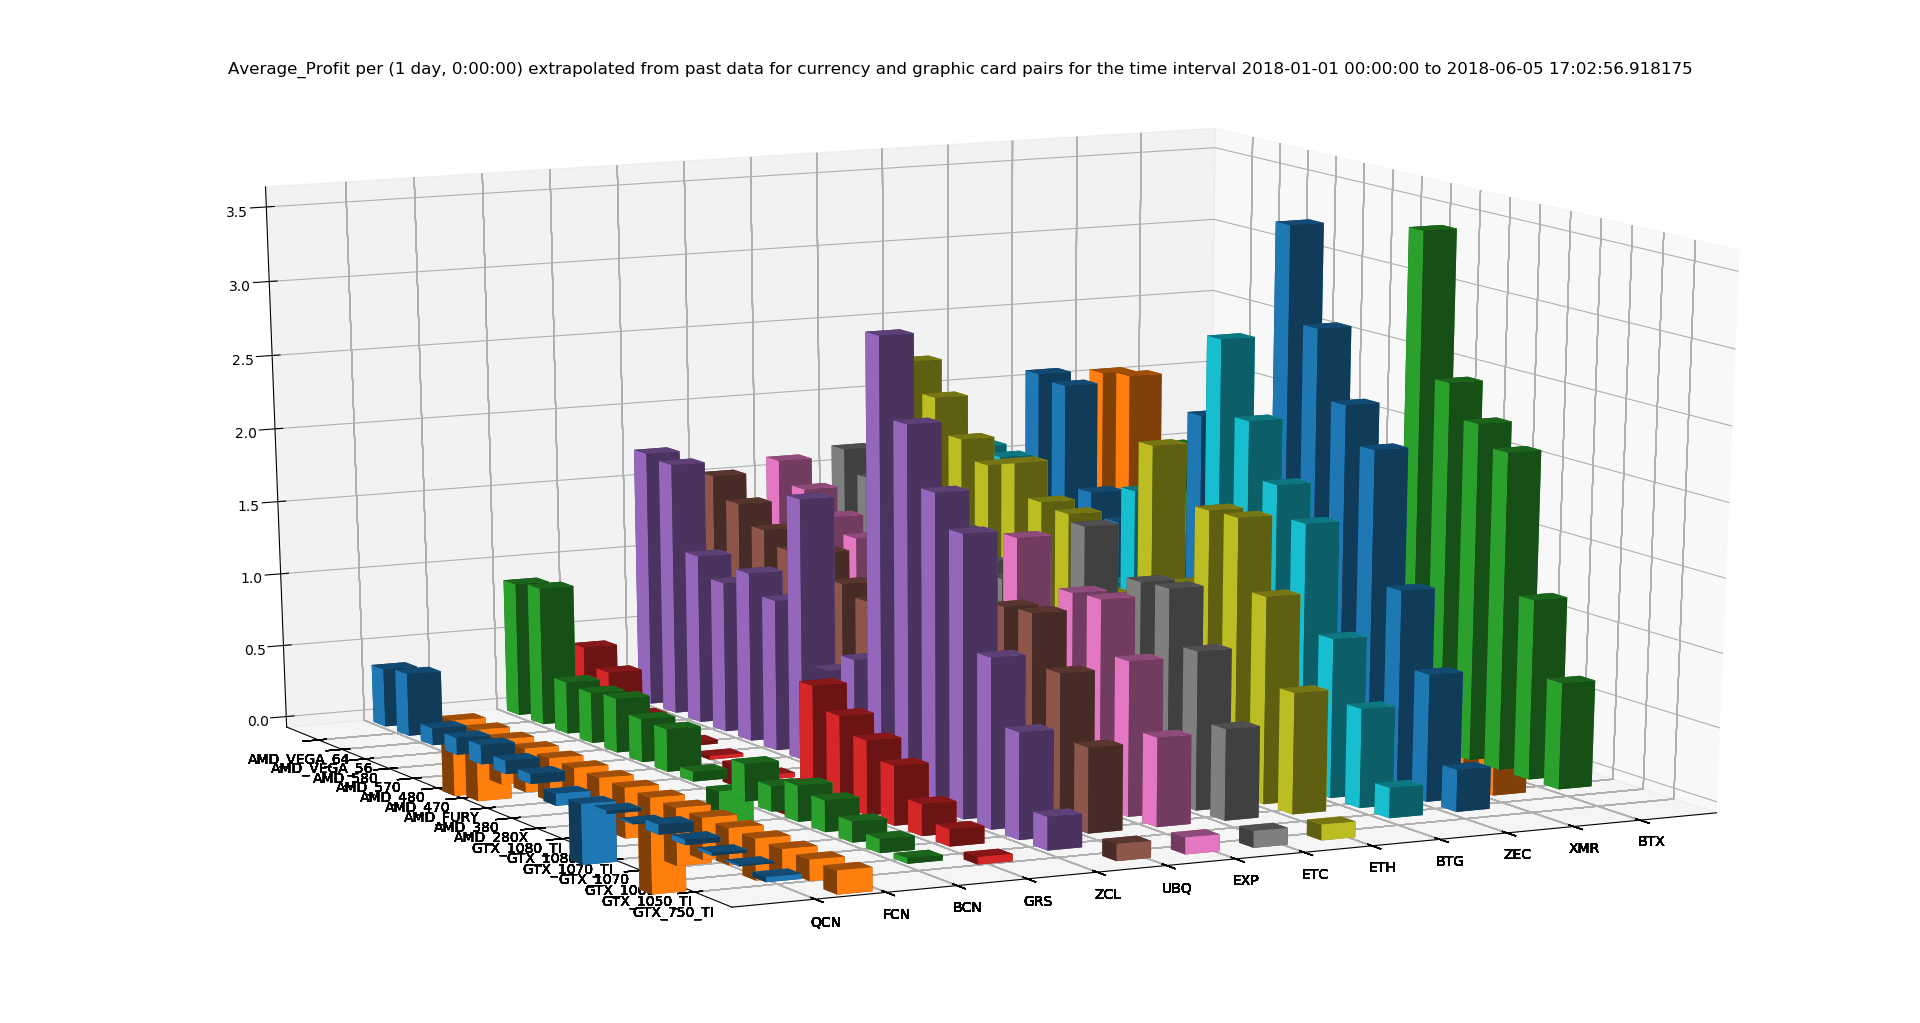 Average_Profit per (1 day, 0:00:00) extrapolated from past data for currency and graphic card pairs for the time interval 2018-01-01 00:00:00 to 2018-06-05 17:02:56.918175
3.5
3.0
2.5
2.0
1.5
1.0
0.5
0.0
AMD_VEGA_64
AMD_VEGA_56
AMD_580
AMD_570
AMD_480
AMD_470
AMD_FURY
AMD_380
AMD_280X
GTX_1080_TI
GTX_1080
GTX_1070_TI
GTX_1070
GTX_1050_TI
GTX_750_TI
QCN
FCN
BCN
GRS
ZCL
UBQ
EXP
ETC
ETH
BTG
ZEC
XMR
BTX